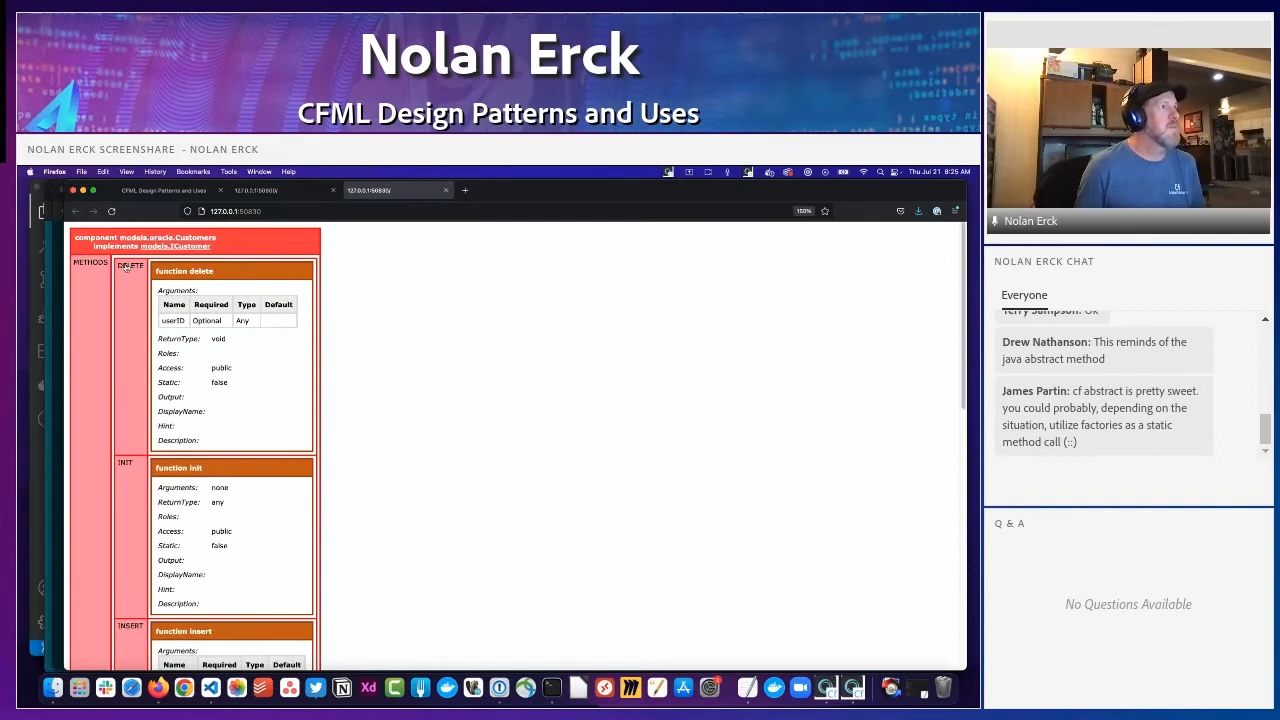 Nolan Erck
CFML Design Patterns and Uses
NOLAN ERCK SCREENSHARE - NOLAN ERCK
Firefox File Edit View History Bookmarks Tools Window Help
Thu Jul 21 8:25 AM
CFML Design Patterns and Uses
127.0.0.1:50800/
127.0.0.1:50830/
127.0.0.1:50830
150%
component models.oracle.Customers
implements models.ICustomer
METHODS
DELETE
function delete
Arguments:
Name Required Type Default
userID Optional Any
ReturnType: void
Roles:
Access: public
Static: false
Output:
DisplayName:
Hint:
Description:
INIT
function init
Arguments: none
ReturnType: any
Roles:
Access: public
Static: false
Output:
DisplayName:
Hint:
Description:
INSERT
function insert
Arguments:
Name Required Type Default
Xd
Cf
Cf
Nolan Erck
NOLAN ERCK CHAT
Everyone
Terry Sampson: Ok
Drew Nathanson: This reminds of the
java abstract method
James Partin: cf abstract is pretty sweet.
you could probably, depending on the
situation, utilize factories as a static
method call (::)
Q & A
No Questions Available